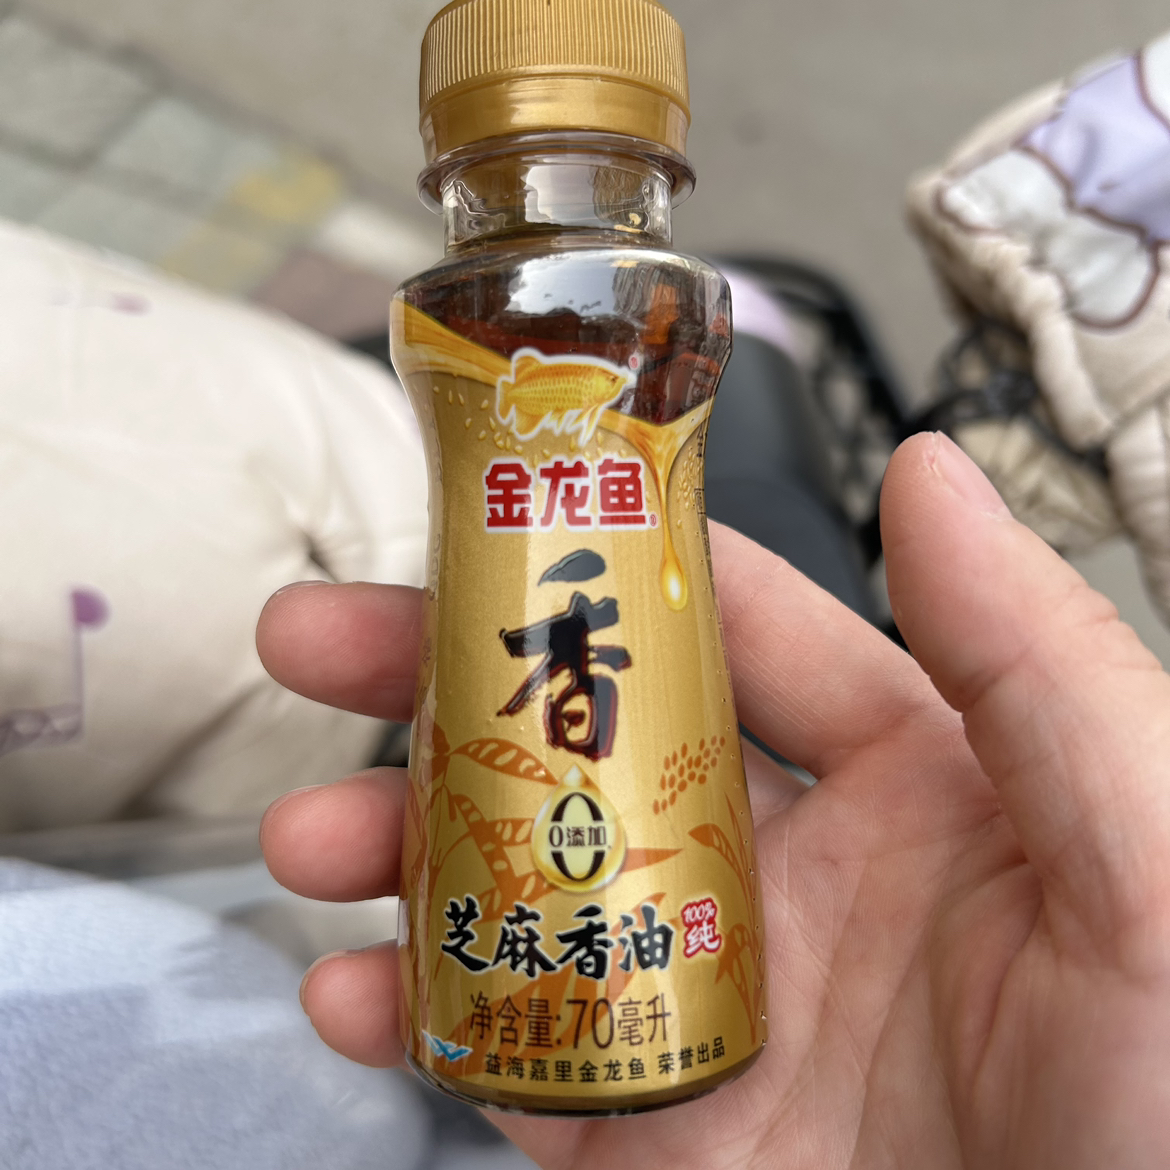 金龙鱼
香
0添加
芝麻香油 100%纯
净含量:70毫升
益海嘉里金龙鱼 荣誉出品